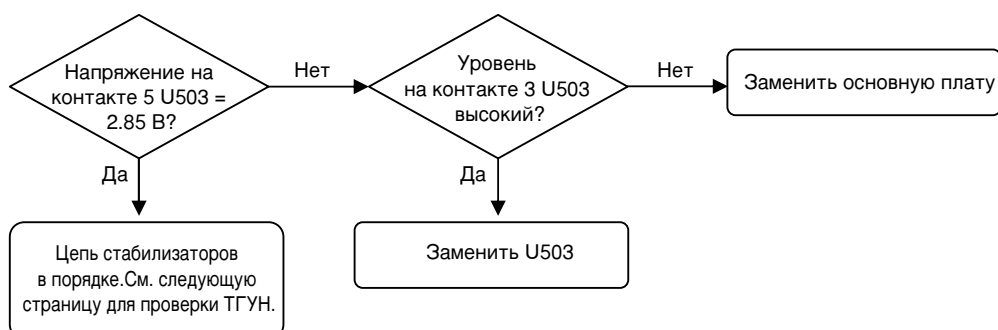 Напряжение на
контакте 5 U503 =
2.85 В?
Нет
Уровень
на контакте 3 U503
высокий?
Нет
Заменить основную плату
Да
Да
Цепь стабилизаторов
в порядке.См. следующую
страницу для проверки ТГУН.
Заменить U503